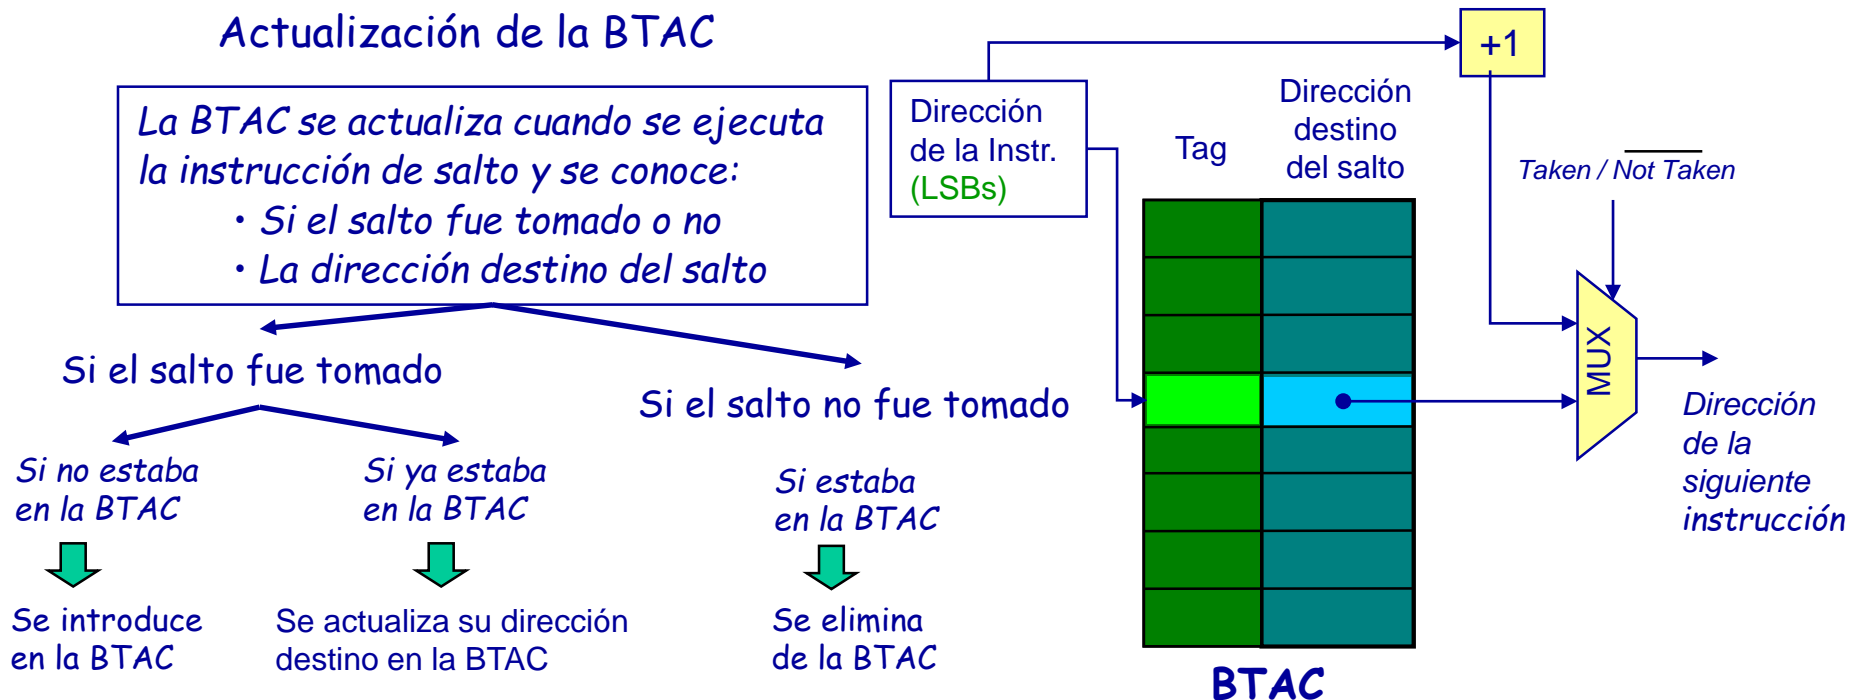 Actualización de la BTAC
La BTAC se actualiza cuando se ejecuta
la instrucción de salto y se conoce:
• Si el salto fue tomado o no
• La dirección destino del salto
Si el salto fue tomado
Si el salto no fue tomado
Si no estaba
en la BTAC
Si ya estaba
en la BTAC
Si estaba
en la BTAC
Se introduce
en la BTAC
Se actualiza su dirección
destino en la BTAC
Se elimina
de la BTAC
+1
Dirección
de la Instr.
(LSBs)
Tag
Dirección
destino
del salto
Taken / Not Taken
MUX
Dirección
de la
siguiente
instrucción
BTAC